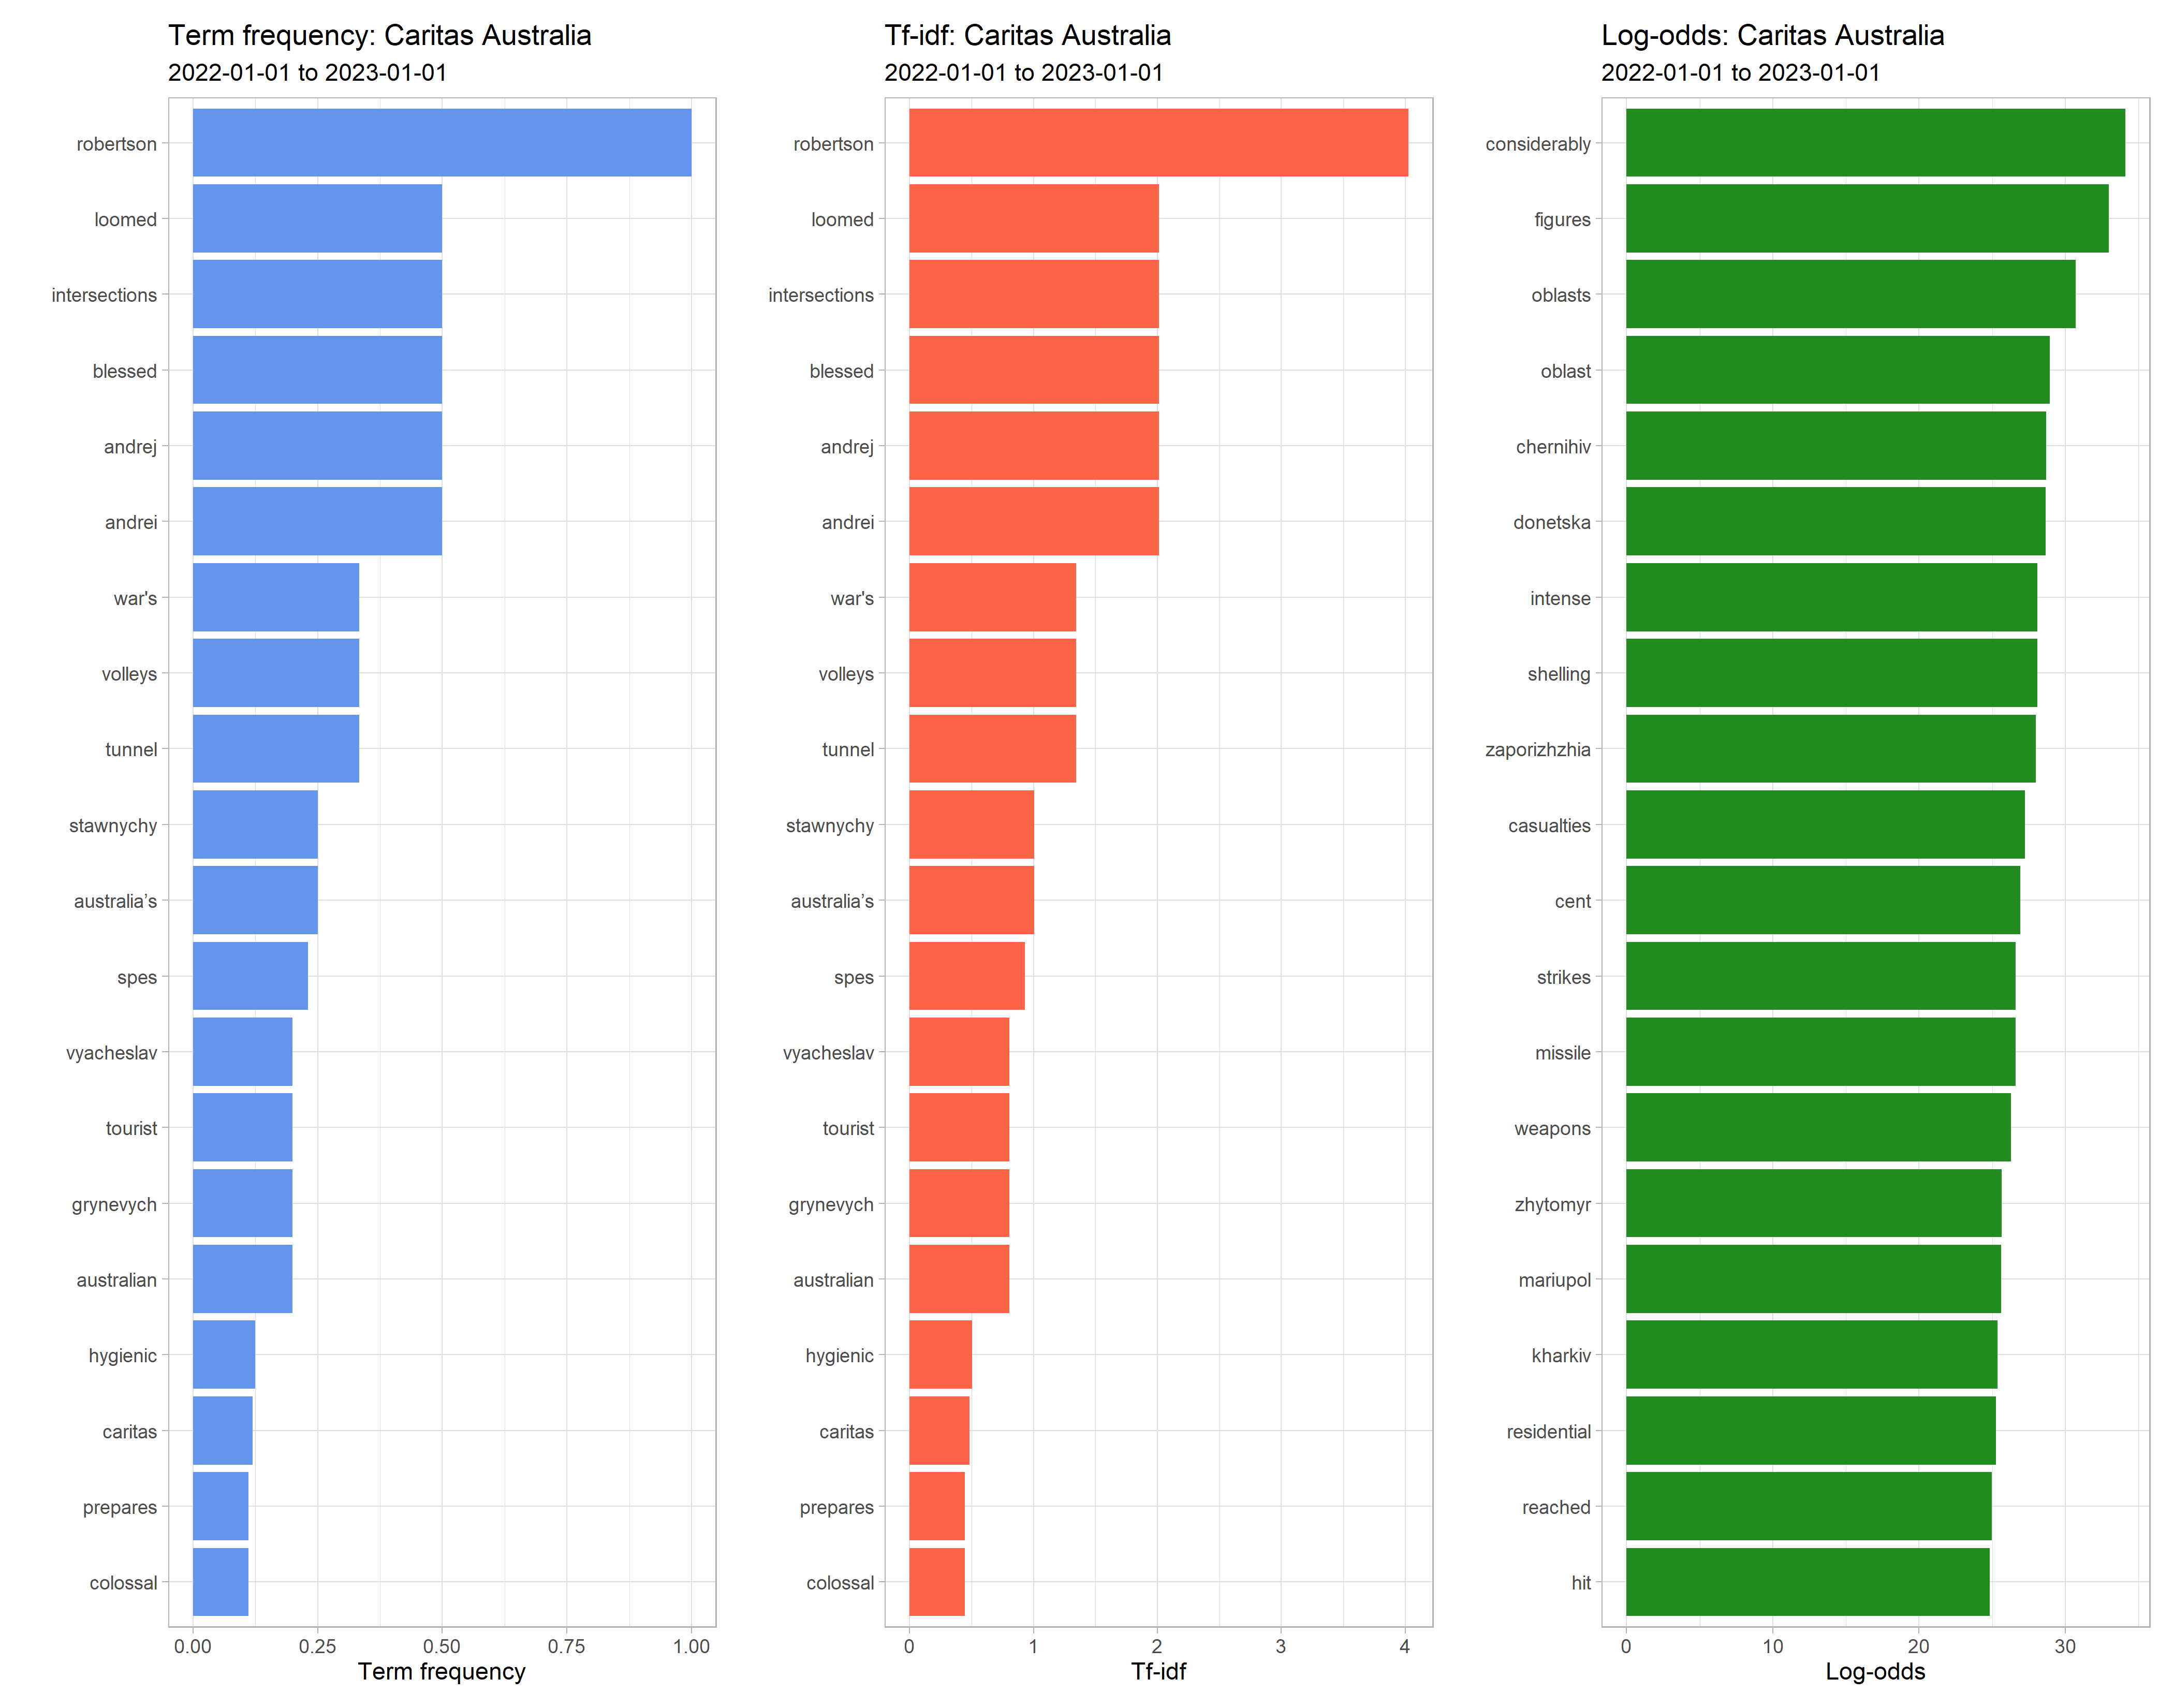 Term frequency: Caritas Australia
2022-01-01 to 2023-01-01
robertson
loomed
intersections
blessed
andrej
andrei
war's
volleys
tunnel
stawnychy
australia’s
spes
vyacheslav
tourist
grynevych
australian
hygienic
caritas
prepares
colossal
0.00 0.25 0.50 0.75 1.00
Term frequency
Tf-idf: Caritas Australia
2022-01-01 to 2023-01-01
robertson
loomed
intersections
blessed
andrej
andrei
war's
volleys
tunnel
stawnychy
australia’s
spes
vyacheslav
tourist
grynevych
australian
hygienic
caritas
prepares
colossal
0 1 2 3 4
Tf-idf
Log-odds: Caritas Australia
2022-01-01 to 2023-01-01
considerably
figures
oblasts
oblast
chernihiv
donetska
intense
shelling
zaporizhzhia
casualties
cent
strikes
missile
weapons
zhytomyr
mariupol
kharkiv
residential
reached
hit
0 10 20 30
Log-odds